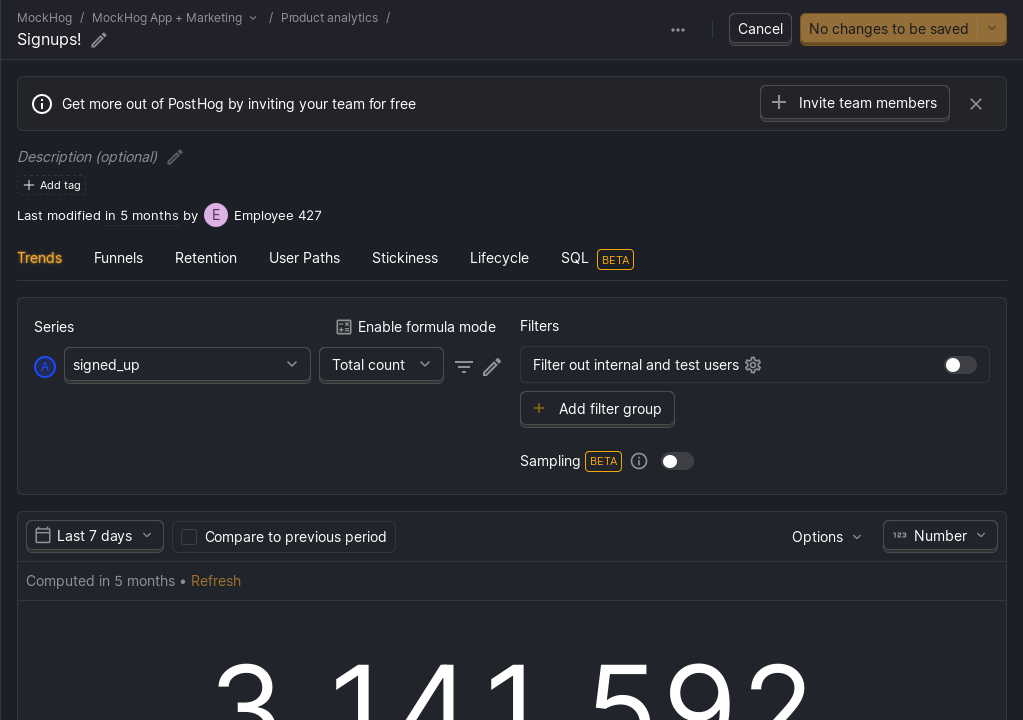 MockHog / MockHog App + Marketing / Product analytics /
Signups!
Cancel
No changes to be saved
Get more out of PostHog by inviting your team for free
Invite team members
Description (optional)
Add tag
Last modified in 5 months by E Employee 427
Trends Funnels Retention User Paths Stickiness Lifecycle SQL BETA
Series
Enable formula mode
A signed_up Total count
Filters
Filter out internal and test users
Add filter group
Sampling BETA
Last 7 days
Compare to previous period
Options
123 Number
Computed in 5 months • Refresh
3,141,592